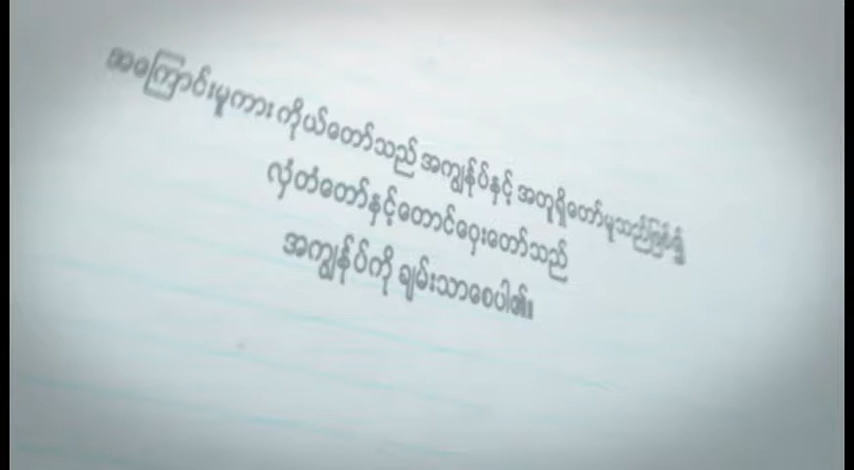 အကြောင်းမူကား ကိုယ်တော်သည် အကျွန်ုပ်နှင့် အတူရှိတော်မူသည်ဖြစ်၍
လှံတံတော်နှင့်တောင်ဝှေးတော်သည်
အကျွန်ုပ်ကို ချမ်းသာစေပါ၏။